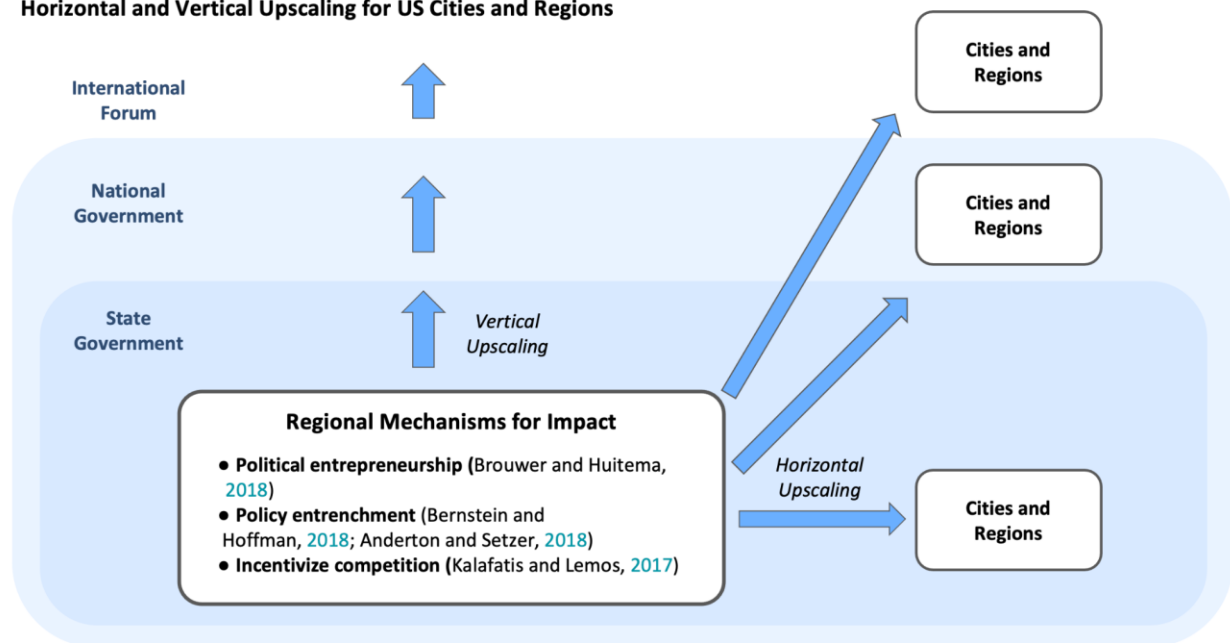 Horizontal and Vertical Upscaling for US Cities and Regions
International
Forum
Cities and
Regions
National
Government
Cities and
Regions
State
Government
Vertical
Upscaling
Regional Mechanisms for Impact
● Political entrepreneurship (Brouwer and Huitema,
2018)
● Policy entrenchment (Bernstein and
Hoffman, 2018; Anderton and Setzer, 2018)
● Incentivize competition (Kalafatis and Lemos, 2017)
Horizontal
Upscaling
Cities and
Regions